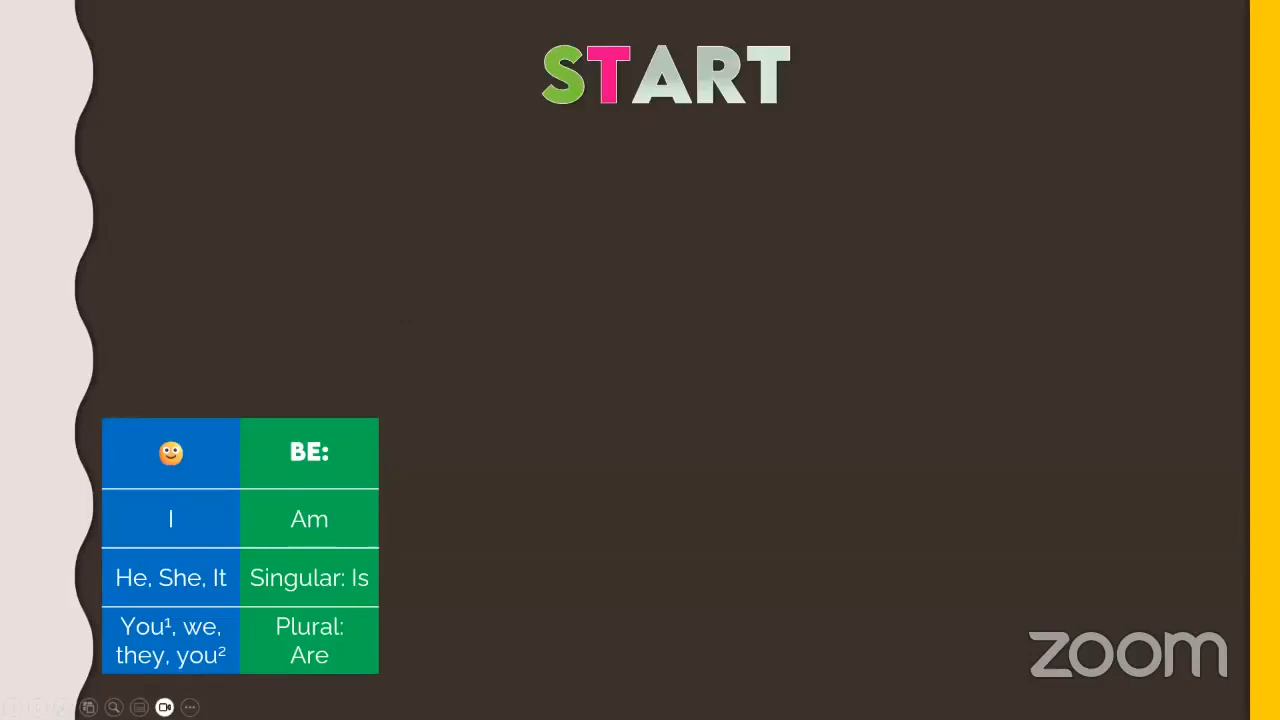 START
BE:
I Am
He, She, It Singular: Is
You¹, we, Plural:
they, you² Are
zoom